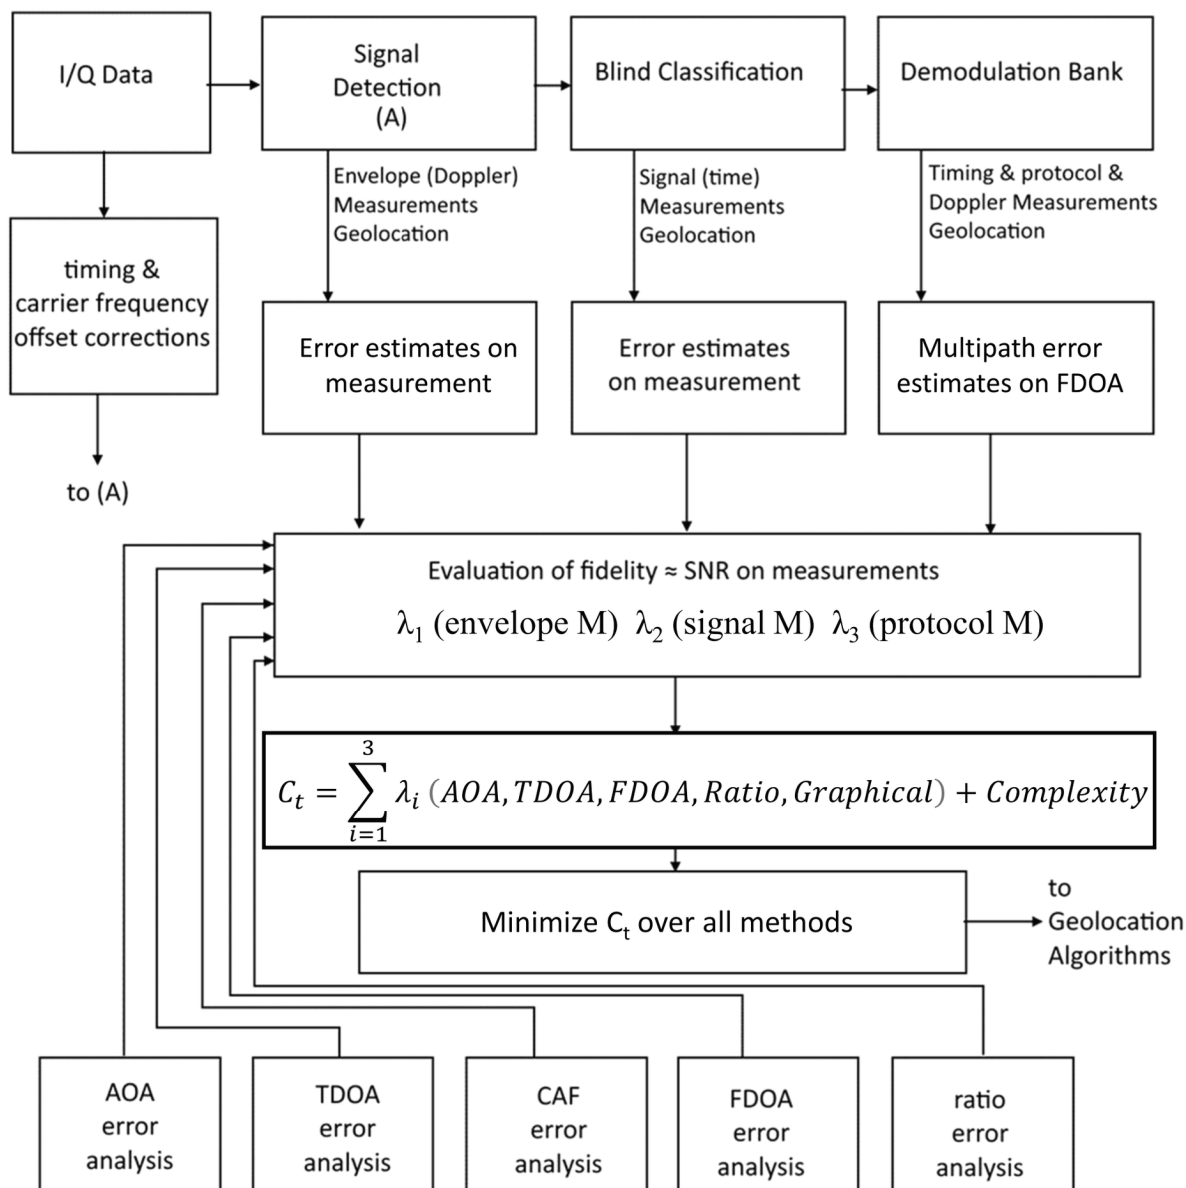 I/Q Data
Signal
Detection
(A)
Blind Classification
Demodulation Bank
Envelope (Doppler)
Measurements
Geolocation
Signal (time)
Measurements
Geolocation
Timing & protocol &
Doppler Measurements
Geolocation
timing &
carrier frequency
offset corrections
to (A)
Error estimates on
measurement
Error estimates
on measurement
Multipath error
estimates on FDOA
Evaluation of fidelity ≈ SNR on measurements
λ₁ (envelope M) λ₂ (signal M) λ₃ (protocol M)
Cₜ = ∑³ᵢ₌₁ λᵢ (AOA, TDOA, FDOA, Ratio, Graphical) + Complexity
Minimize Cₜ over all methods
to
Geolocation
Algorithms
AOA
error
analysis
TDOA
error
analysis
CAF
error
analysis
FDOA
error
analysis
ratio
error
analysis